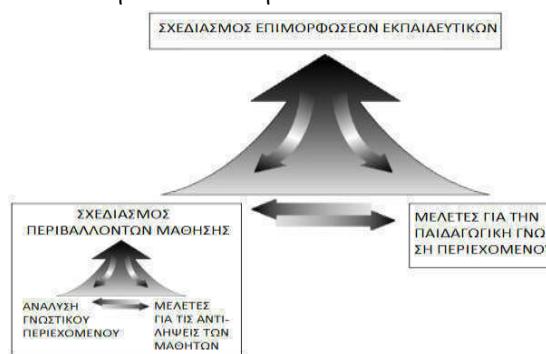 ΣΧΕΔΙΑΣΜΟΣ ΕΠΙΜΟΡΦΩΣΕΩΝ ΕΚΠΑΙΔΕΥΤΙΚΩΝ
ΣΧΕΔΙΑΣΜΟΣ
ΠΕΡΙΒΑΛΛΟΝΤΩΝ ΜΑΘΗΣΗΣ
ΑΝΑΛΥΣΗ
ΓΝΩΣΤΙΚΟΥ
ΠΕΡΙΕΧΟΜΕΝΟΥ
ΜΕΛΕΤΕΣ
ΓΙΑ ΤΙΣ ΑΝΤΙ-
ΛΗΨΕΙΣ ΤΩΝ
ΜΑΘΗΤΩΝ
ΜΕΛΕΤΕΣ ΓΙΑ ΤΗΝ
ΠΑΙΔΑΓΩΓΙΚΗ ΓΝΩ
ΣΗ ΠΕΡΙΕΧΟΜΕΝΟΥ